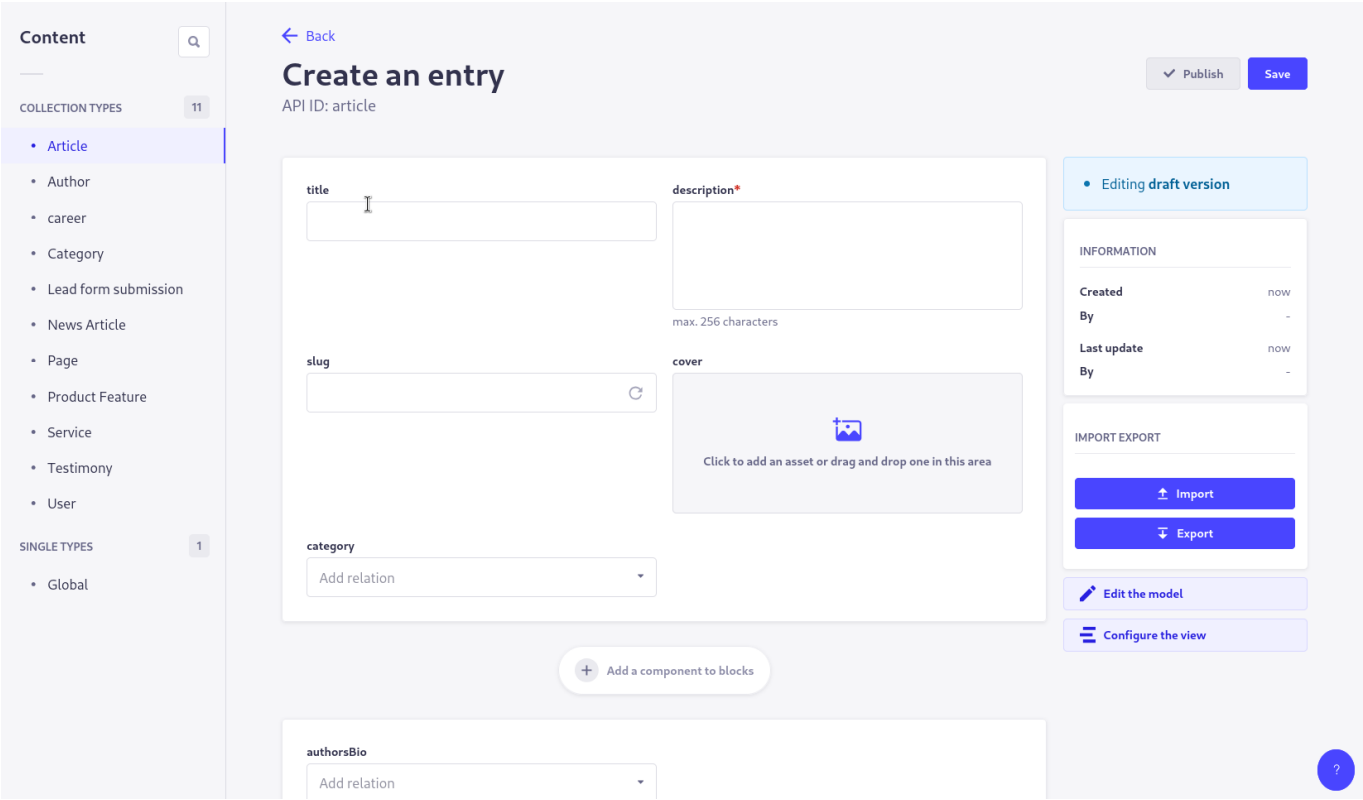 Content
COLLECTION TYPES 11
Article
Author
career
Category
Lead form submission
News Article
Page
Product Feature
Service
Testimony
User
SINGLE TYPES 1
Global
Back
Create an entry
API ID: article
Publish
Save
title
description*
max. 256 characters
slug
cover
Click to add an asset or drag and drop one in this area
category
Add relation
Add a component to blocks
authorsBio
Add relation
Editing draft version
INFORMATION
Created now
By -
Last update now
By -
IMPORT EXPORT
Import
Export
Edit the model
Configure the view
?